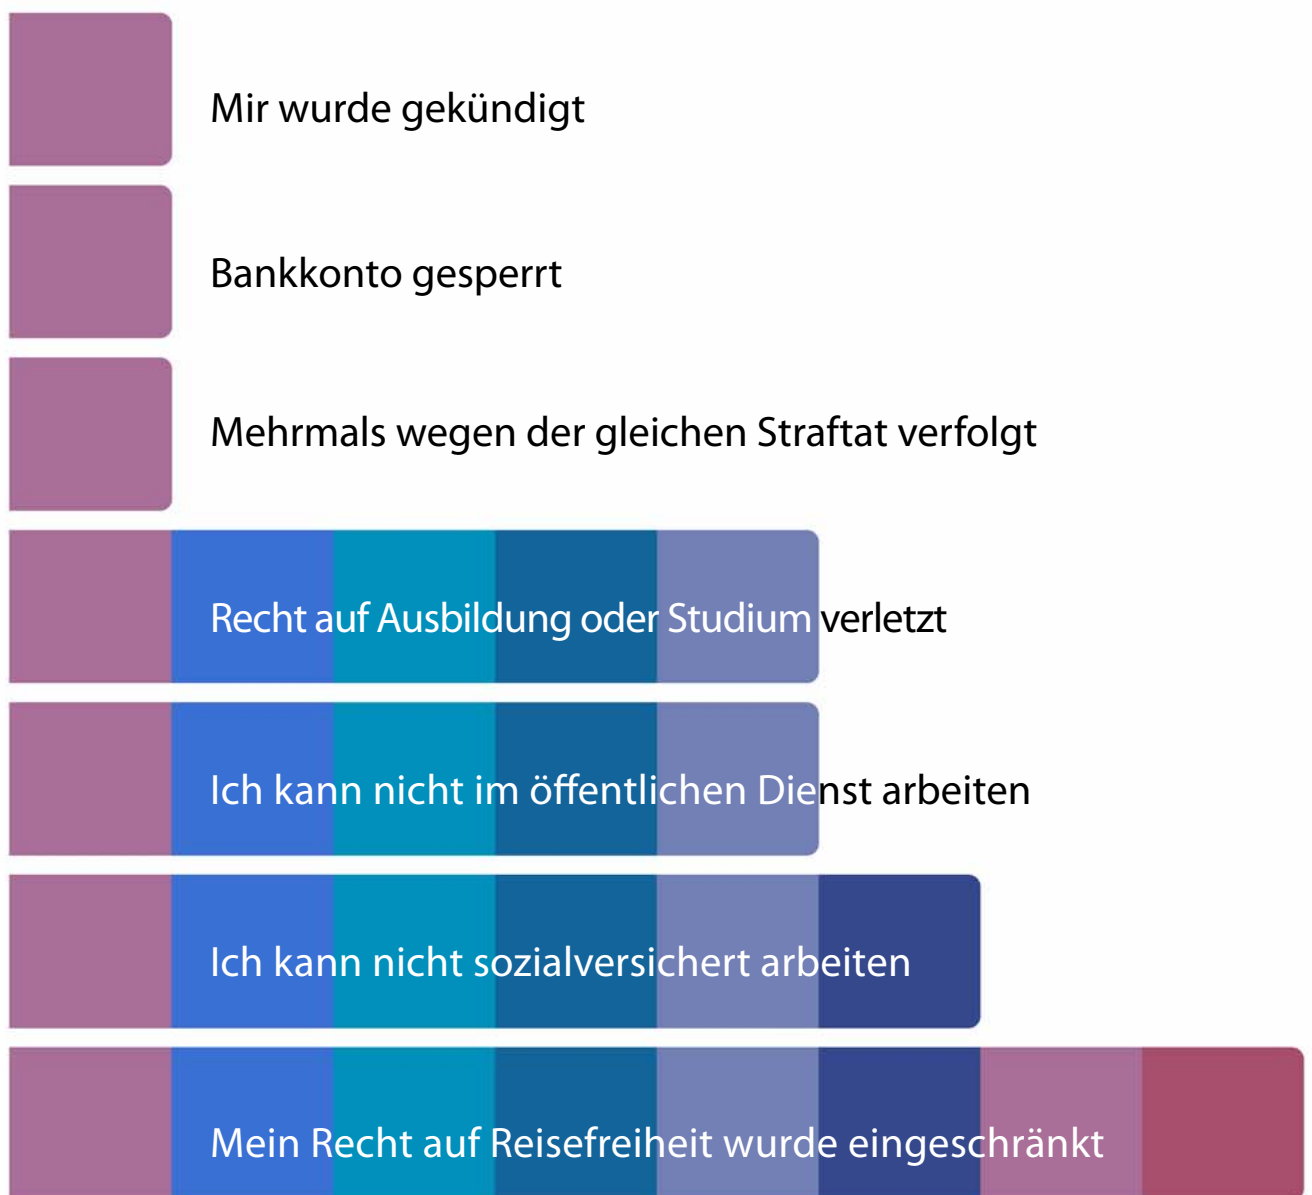 Mir wurde gekündigt
Bankkonto gesperrt
Mehrmals wegen der gleichen Straftat verfolgt
Recht auf Ausbildung oder Studium verletzt
Ich kann nicht im öffentlichen Dienst arbeiten
Ich kann nicht sozialversichert arbeiten
Mein Recht auf Reisefreiheit wurde eingeschränkt